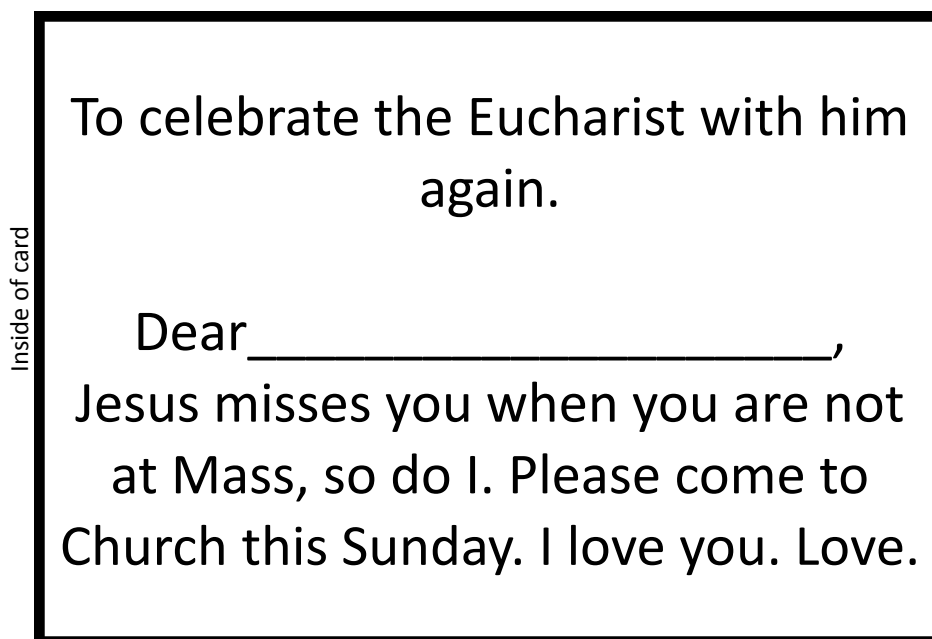 Inside of card
To celebrate the Eucharist with him
again.
Dear____________________,
Jesus misses you when you are not
at Mass, so do I. Please come to
Church this Sunday. I love you. Love.